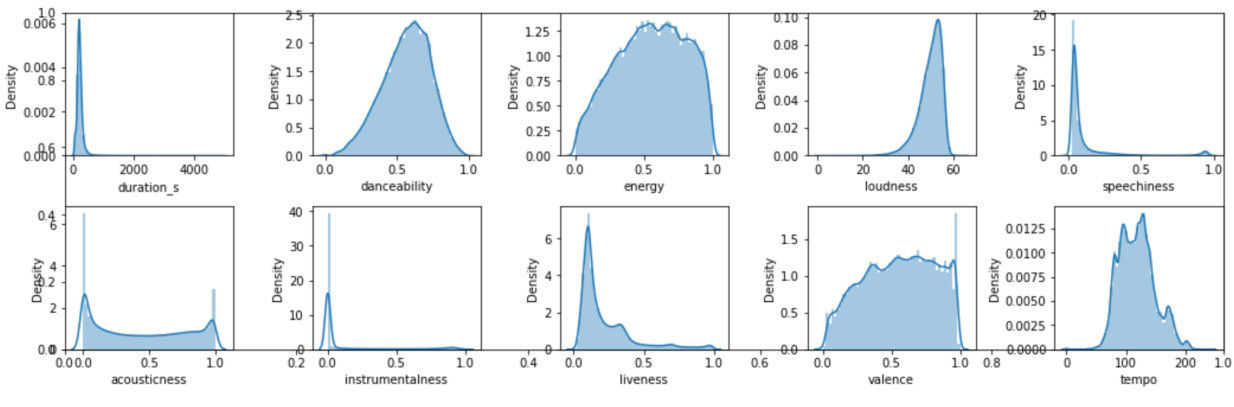 1.0
0.006
0.004
0.8
0.002
0.6
0.000
Density
0 2000 4000
duration_s
2.5
2.0
1.5
1.0
0.5
0.0
Density
0.0 0.5 1.0
danceability
1.25
1.00
0.75
0.50
0.25
0.00
Density
0.0 0.5 1.0
energy
0.10
0.08
0.06
0.04
0.02
0.00
Density
0 20 40 60
loudness
20
15
10
5
0
Density
0.0 0.5 1.0
speechiness
0.4
6
4
0.2
2
0.0
0
Density
0.0 0.0 0.5 1.0
acousticness
40
30
20
10
0
Density
0.2 0.0 0.5 1.0
instrumentalness
6
4
2
0
Density
0.4 0.0 0.5 1.0
liveness
1.5
1.0
0.5
0.0
Density
0.6 0.0 0.5 1.0
valence
0.0125
0.0100
0.0075
0.0050
0.0025
0.0000
Density
0.8 0 100 200 1.0
tempo